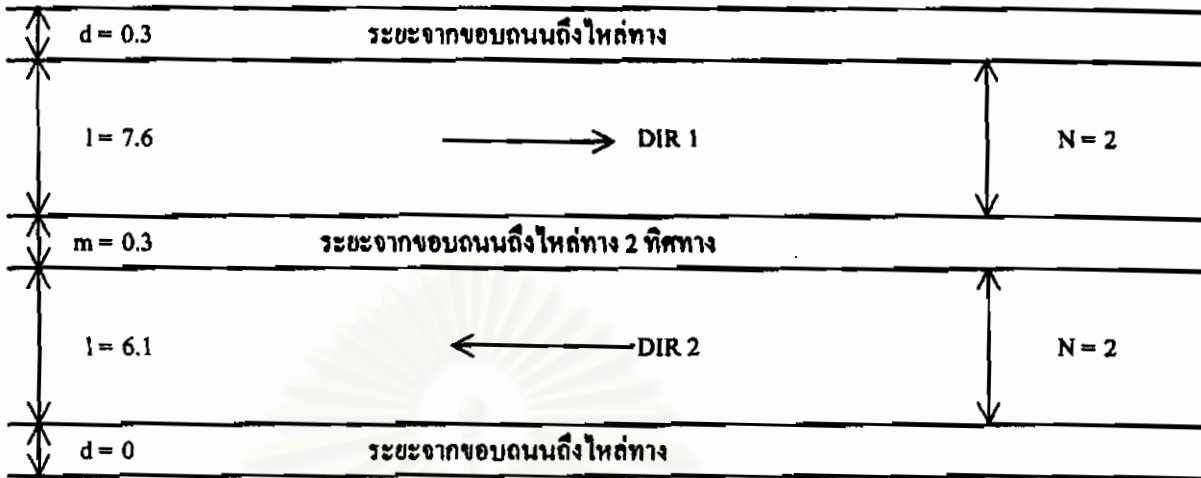 d = 0.3 ระยะจากขอบถนนถึงไหล่ทาง
l = 7.6 DIR 1 N = 2
m = 0.3 ระยะจากขอบถนนถึงไหล่ทาง 2 ทิศทาง
l = 6.1 DIR 2 N = 2
d = 0 ระยะจากขอบถนนถึงไหล่ทาง